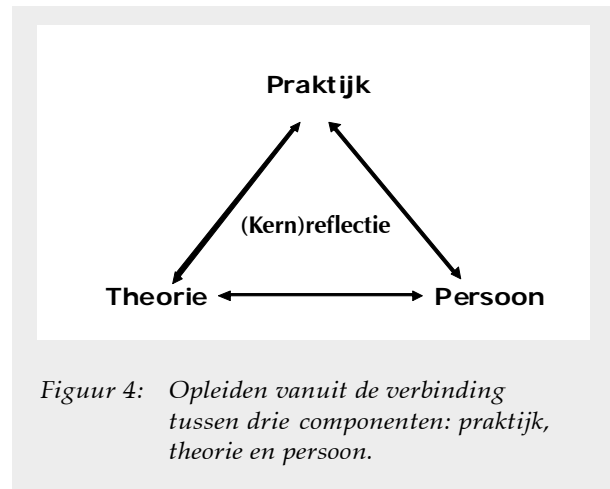 Praktijk
(Kern)reflectie
Theorie
Persoon
Figuur 4: Opleiden vanuit de verbinding
tussen drie componenten: praktijk,
theorie en persoon.